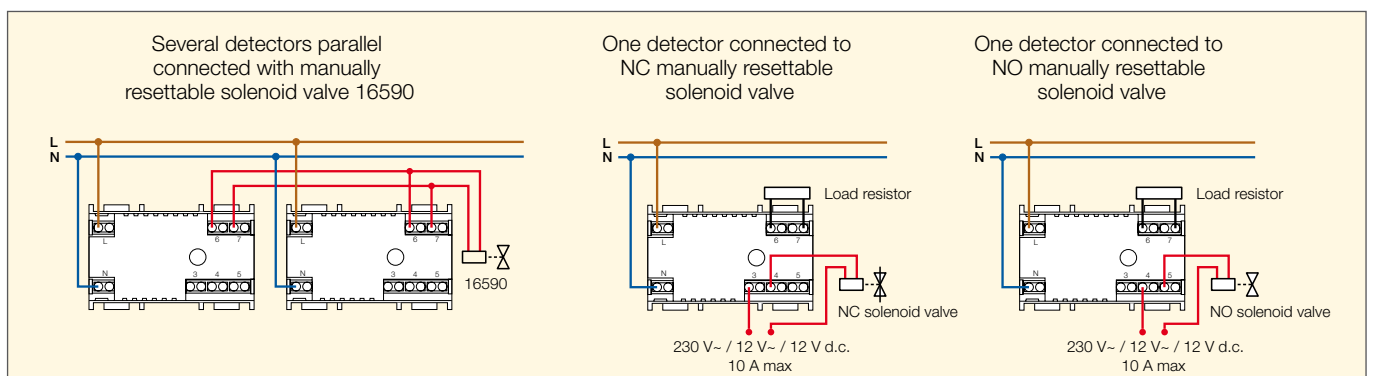 Several detectors parallel
connected with manually
resettable solenoid valve 16590
L
N
6 7
L
N
3 4 5
6 7
L
N
3 4 5
16590
One detector connected to
NC manually resettable
solenoid valve
L
N
Load resistor
6 7
L
N
3 4 5
NC solenoid valve
230 V~ / 12 V~ / 12 V d.c.
10 A max
One detector connected to
NO manually resettable
solenoid valve
L
N
Load resistor
6 7
L
N
3 4 5
NO solenoid valve
230 V~ / 12 V~ / 12 V d.c.
10 A max